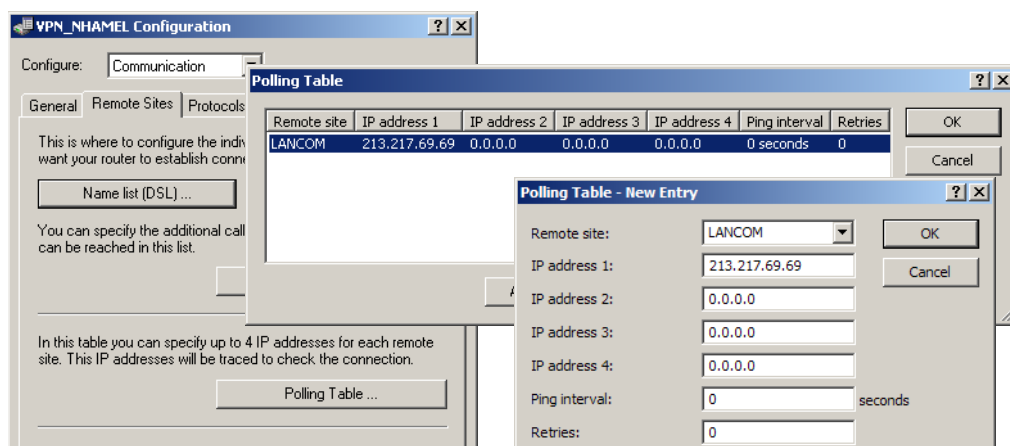 VPN_NHAMEL Configuration
Configure: Communication
General Remote Sites Protocols
This is where to configure the
want your router to establish
Name list (DSL) ...
You can specify the additional
can be reached in this list.
In this table you can specify up to 4 IP addresses for each remote
site. This IP addresses will be traced to check the connection.
Polling Table ...
Polling Table
Remote site IP address 1 IP address 2 IP address 3 IP address 4 Ping interval Retries
LANCOM 213.217.69.69 0.0.0.0 0.0.0.0 0.0.0.0 0 seconds 0
OK
Cancel
Polling Table - New Entry
Remote site: LANCOM
IP address 1: 213.217.69.69
IP address 2: 0.0.0.0
IP address 3: 0.0.0.0
IP address 4: 0.0.0.0
Ping interval: 0 seconds
Retries: 0
OK
Cancel